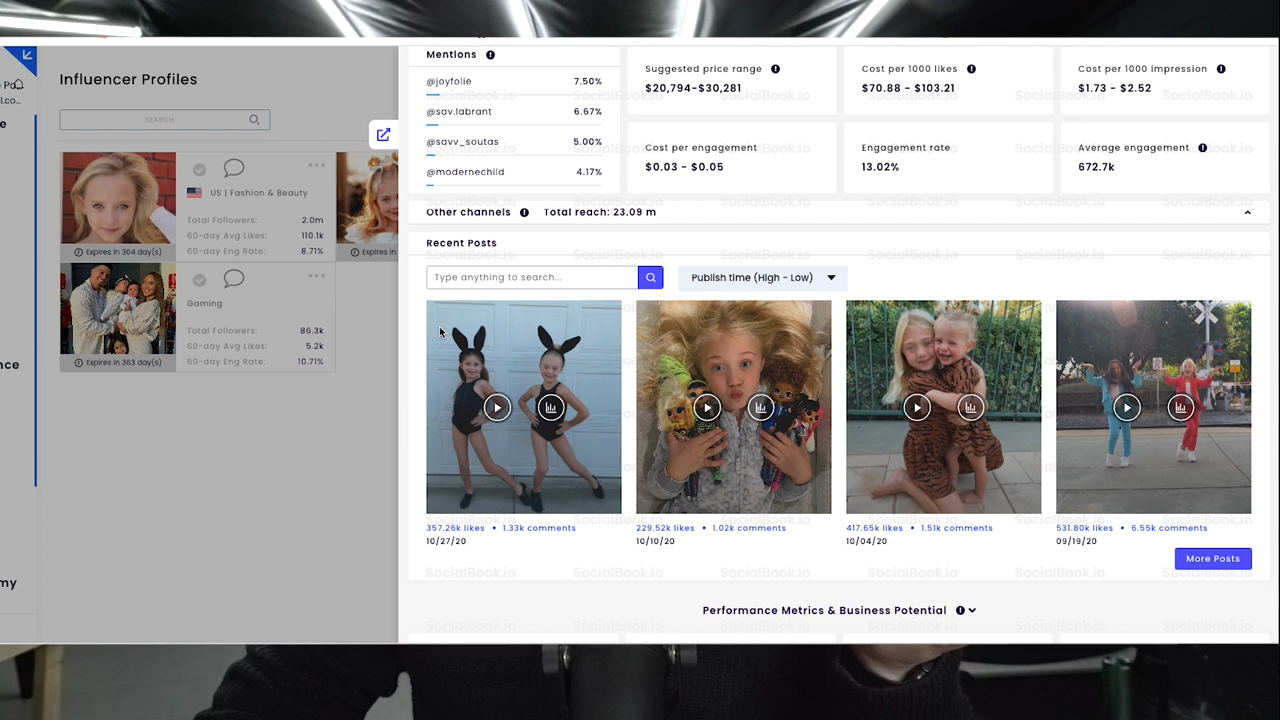 Influencer Profiles
SEARCH
l.co...
US | Fashion & Beauty
Total Followers: 2.0m
60-day Avg Likes: 110.1k
60-day Eng Rate: 8.71%
Expires in 364 day(s)
Expires in
Gaming
Total Followers: 86.3k
60-day Avg Likes: 5.2k
60-day Eng Rate: 10.71%
Expires in 363 day(s)
nce
my
Mentions
@joyfolie 7.50%
@sav.labrant 6.67%
@savv_soutas 5.00%
@modernechild 4.17%
Suggested price range
$20,794-$30,281
Cost per 1000 likes
$70.88 - $103.21
Cost per 1000 impression
$1.73 - $2.52
Cost per engagement
$0.03 - $0.05
Engagement rate
13.02%
Average engagement
672.7k
Other channels Total reach: 23.09 m
Recent Posts
Type anything to search...
Publish time (High - Low)
357.26k likes • 1.33k comments
10/27/20
229.52k likes • 1.02k comments
10/10/20
417.65k likes • 1.51k comments
10/04/20
531.80k likes • 6.55k comments
09/19/20
More Posts
Performance Metrics & Business Potential
SocialBook.io